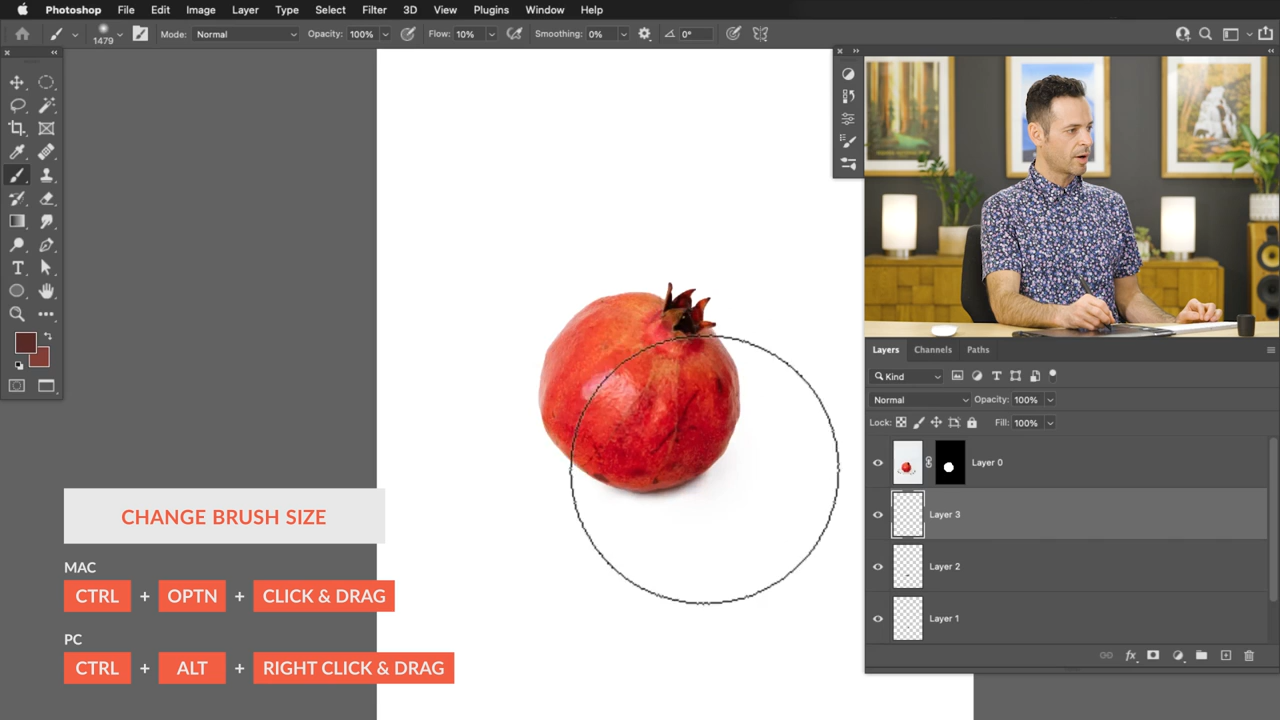 Photoshop File Edit Image Layer Type Select Filter 3D View Plugins Window Help
1479 Mode: Normal Opacity: 100% Flow: 10% Smoothing: 0% 0°
Layers Channels Paths
Kind
Normal Opacity: 100%
Lock: Fill: 100%
Layer 0
Layer 3
Layer 2
Layer 1
fx
CHANGE BRUSH SIZE
MAC
CTRL + OPTN + CLICK & DRAG
PC
CTRL + ALT + RIGHT CLICK & DRAG